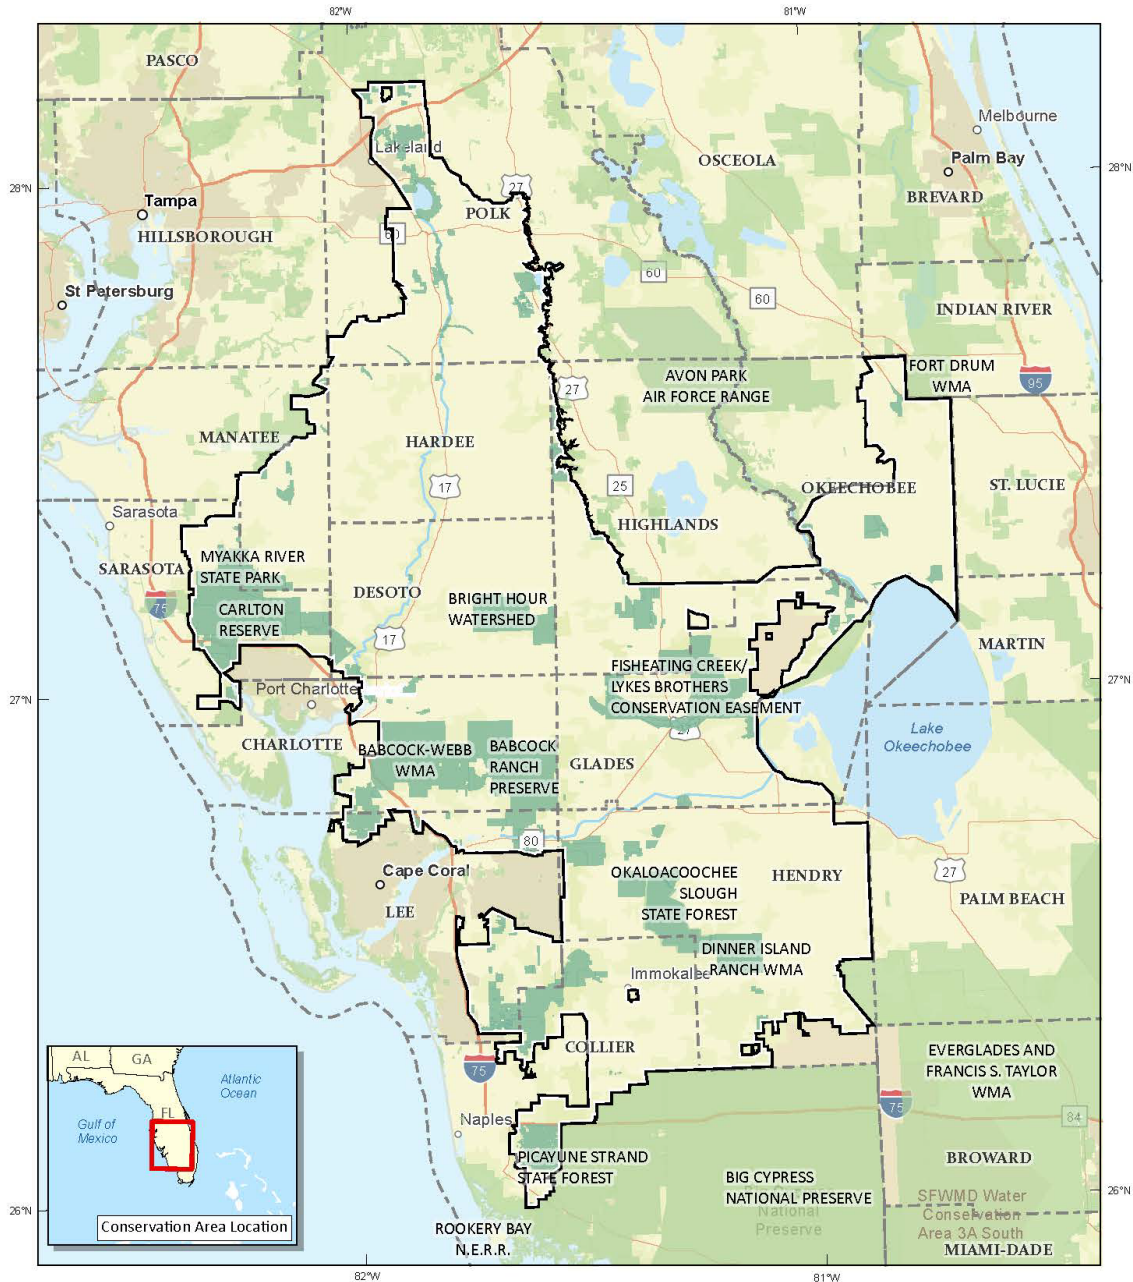 82°W
81°W
PASCO
Melbourne
Lakeland
OSCEOLA
Palm Bay
28°N
28°N
27
BREVARD
Tampa
POLK
HILLSBOROUGH
60
60
St Petersburg
60
INDIAN RIVER
FORT DRUM
WMA
AVON PARK
AIR FORCE RANGE
95
27
MANATEE
HARDEE
17
25
OKEECHOBEE
ST. LUCIE
Sarasota
HIGHLANDS
MYAKKA RIVER
STATE PARK
SARASOTA
75
CARLTON
RESERVE
DESOTO
BRIGHT HOUR
WATERSHED
17
MARTIN
FISHEATING CREEK/
LYKES BROTHERS
CONSERVATION EASEMENT
27°N
27°N
Port Charlotte
27
Lake
Okeechobee
CHARLOTTE
BABCOCK-WEBB
WMA
BABCOCK
RANCH
PRESERVE
GLADES
80
Cape Coral
OKALOACOOCHEE
SLOUGH
STATE FOREST
HENDRY
27
PALM BEACH
LEE
DINNER ISLAND
RANCH WMA
Immokalee
COLLIER
75
EVERGLADES AND
FRANCIS S. TAYLOR
WMA
75
84
Naples
PICAYUNE STRAND
STATE FOREST
BROWARD
BIG CYPRESS
NATIONAL PRESERVE
National
Preserve
SFWMD Water
Conservation
Area 3A South
26°N
26°N
ROOKERY BAY
N.E.R.R.
MIAMI-DADE
AL
GA
Atlantic
Ocean
FL
Gulf of
Mexico
Conservation Area Location
82°W
81°W